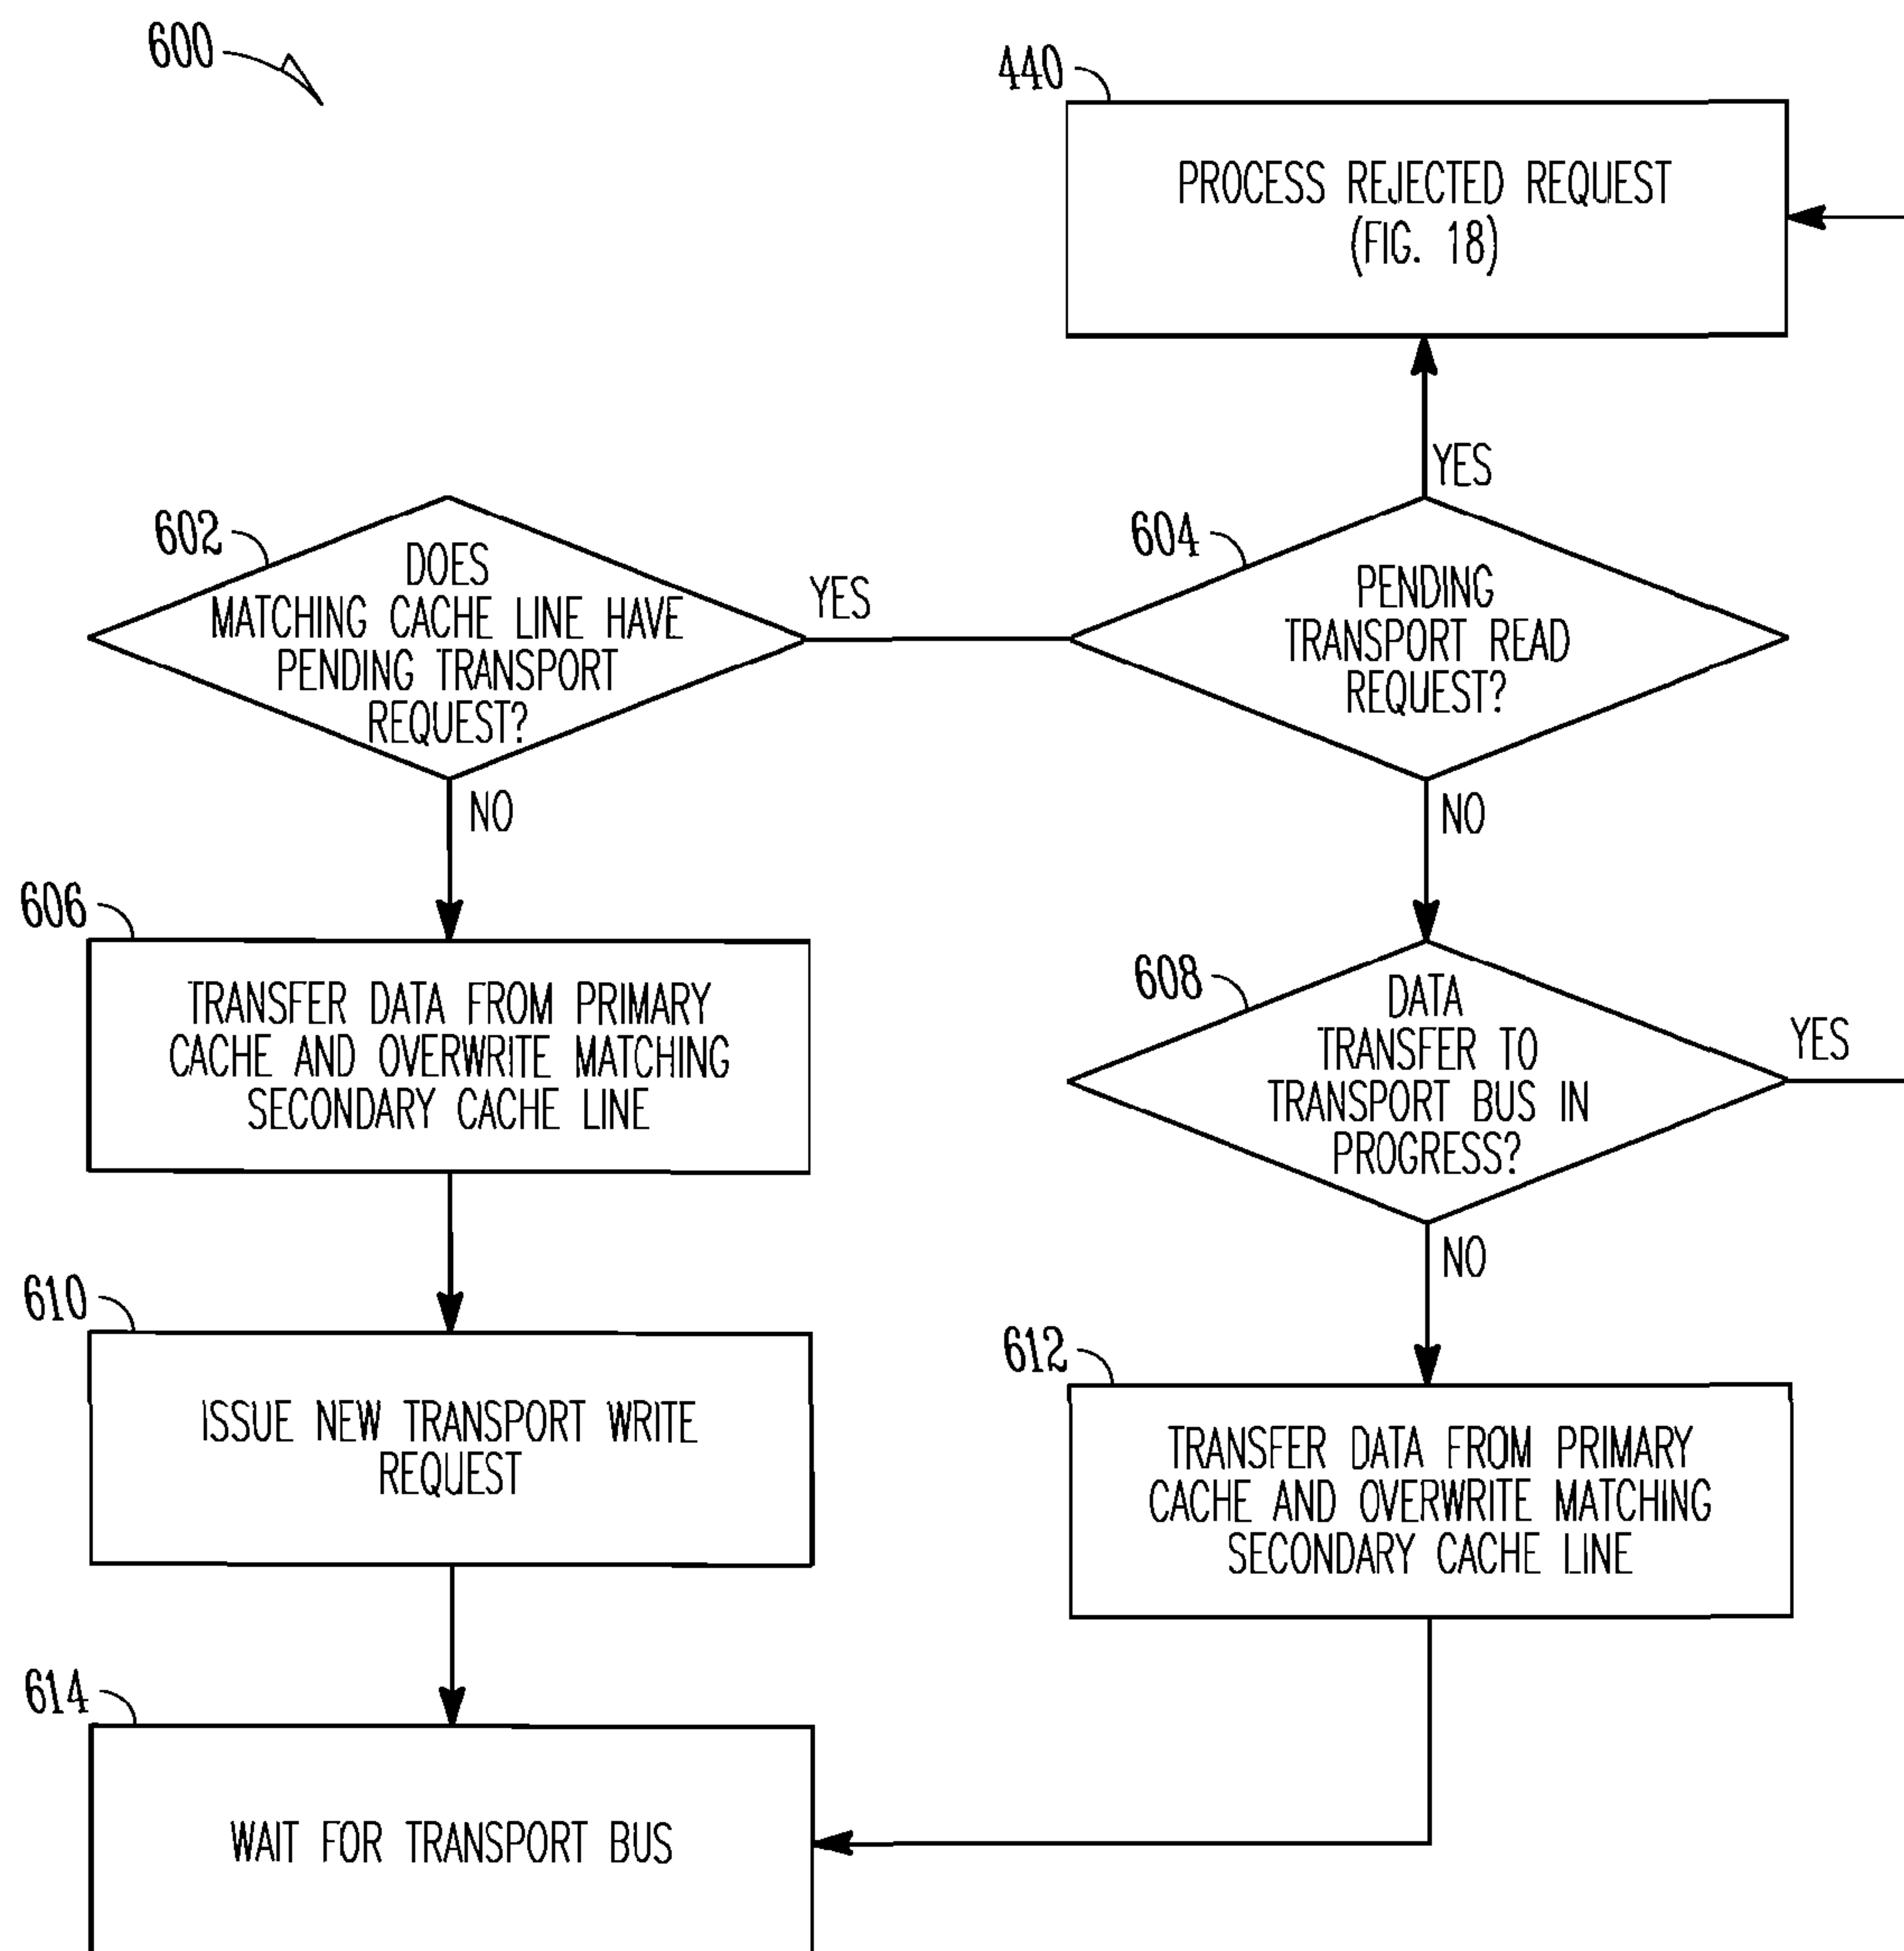 600
440
PROCESS REJECTED REQUEST
(FIG. 18)
YES
602
DOES
MATCHING CACHE LINE HAVE
PENDING TRANSPORT
REQUEST?
YES
604
PENDING
TRANSPORT READ
REQUEST?
NO
NO
606
TRANSFER DATA FROM PRIMARY
CACHE AND OVERWRITE MATCHING
SECONDARY CACHE LINE
608
DATA
TRANSFER TO
TRANSPORT BUS IN
PROGRESS?
YES
NO
610
ISSUE NEW TRANSPORT WRITE
REQUEST
612
TRANSFER DATA FROM PRIMARY
CACHE AND OVERWRITE MATCHING
SECONDARY CACHE LINE
614
WAIT FOR TRANSPORT BUS